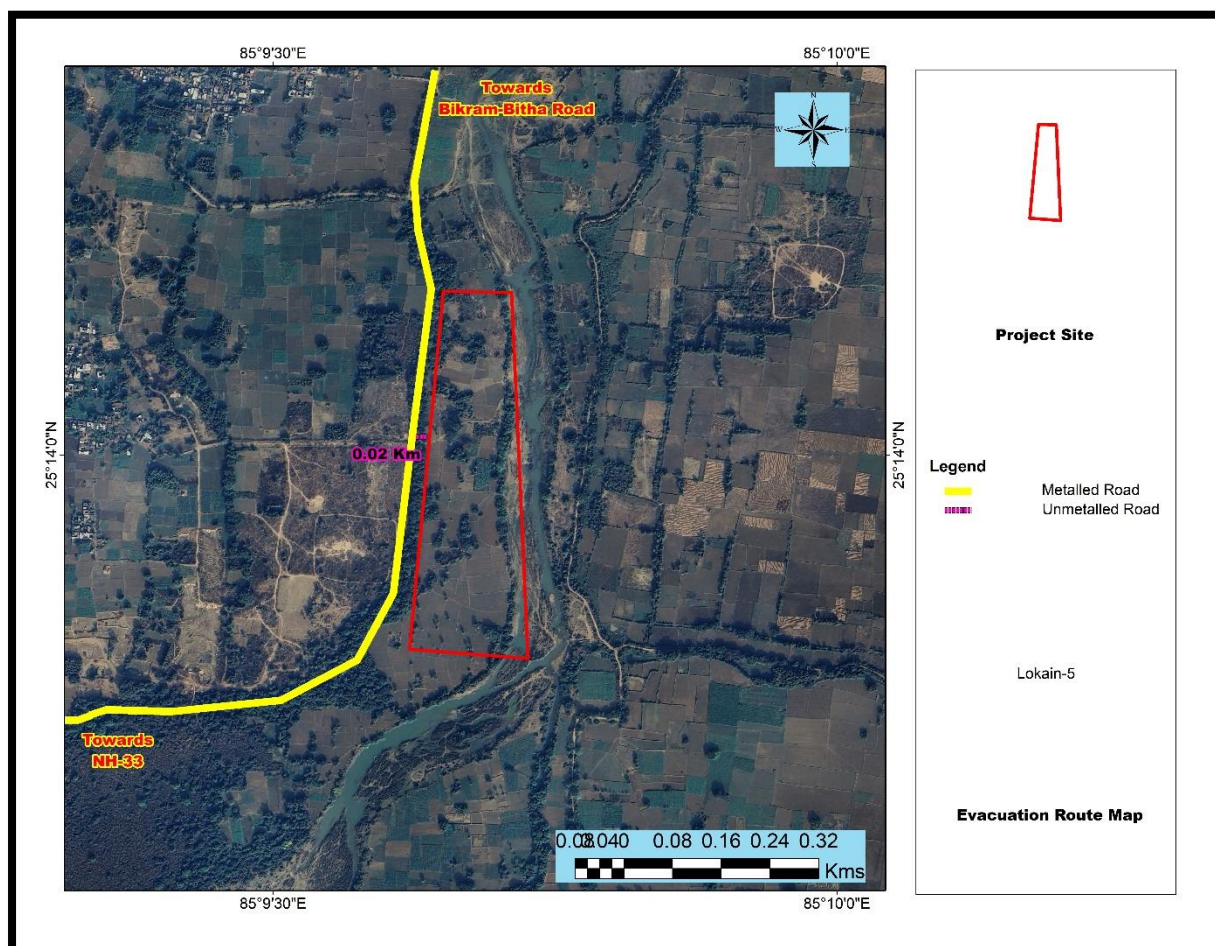 85°9'30"E
85°10'0"E
Towards
Bikram-Bitha Road
N
W
E
S
25°14'0"N
0.02 Km
25°14'0"N
Towards
NH-33
0.08 0.16 0.24 0.32
Kms
85°9'30"E
85°10'0"E
Project Site
Legend
Metalled Road
Unmetalled Road
Lokain-5
Evacuation Route Map